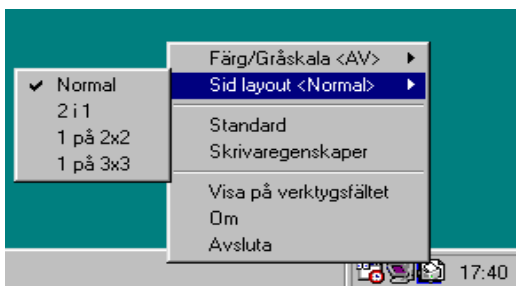 Färg/Gråskala <AV>
Sid layout <Normal>
Standard
Skrivaregenskaper
Visa på verktygsfältet
Om
Avsluta
Normal
2 i 1
1 på 2x2
1 på 3x3
17:40